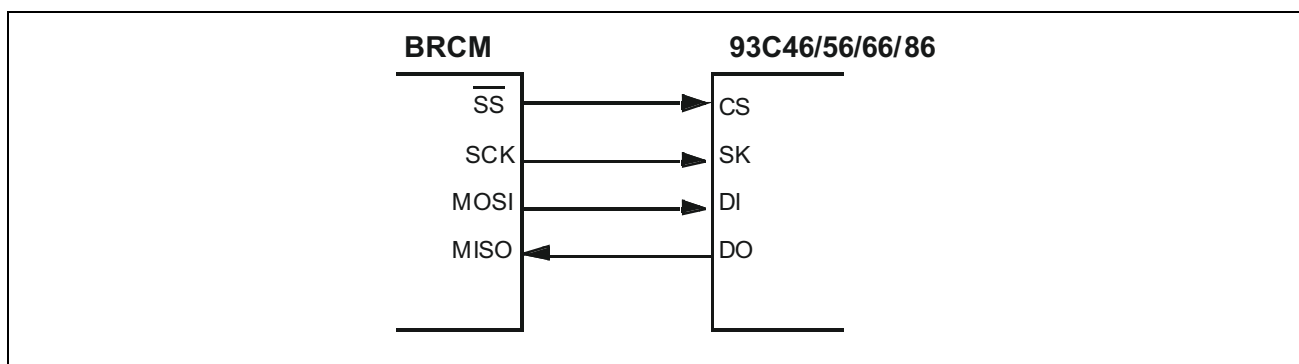 BRCM 93C46/56/66/86
SS CS
SCK SK
MOSI DI
MISO DO